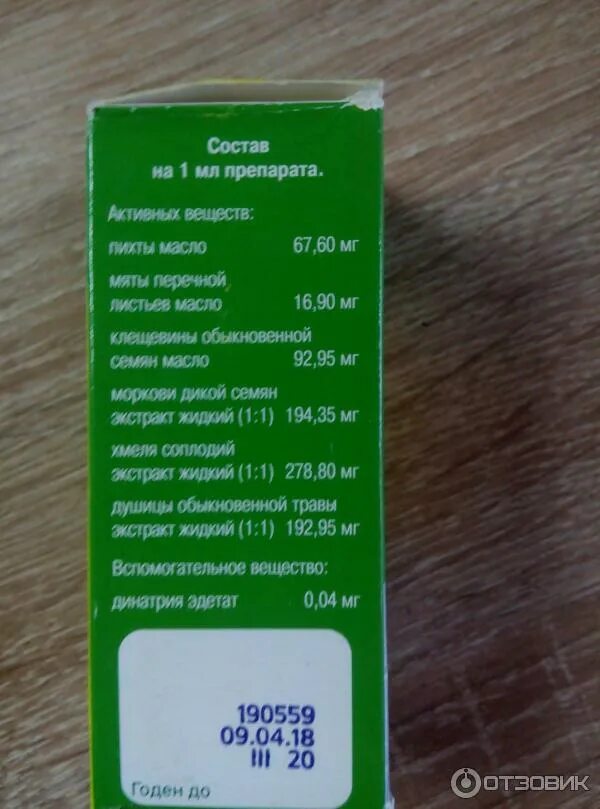 Состав
на 1 мл препарата.
Активных веществ:
пихты масло 67,60 мг
мяты перечной
листьев масло 16,90 мг
клещевины обыкновенной
семян масло 92,95 мг
моркови дикой семян
экстракт жидкий (1:1) 194,35 мг
хмеля соплодий
экстракт жидкий (1:1) 278,80 мг
душицы обыкновенной травы
экстракт жидкий (1:1) 192,95 мг
Вспомогательное вещество:
динатрия эдетат 0,04 мг
190559
09.04.18
III 20
Годен до
ОТЗОВИК